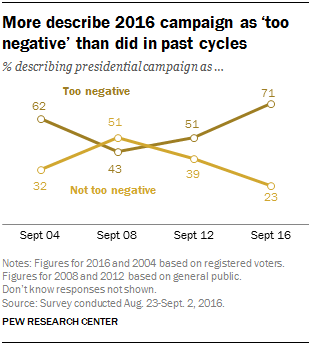 More describe 2016 campaign as ‘too
negative’ than did in past cycles
% describing presidential campaign as ...
Too negative
62
43
51
71
32
51
39
23
Not too negative
Sept 04 Sept 08 Sept 12 Sept 16
Notes: Figures for 2016 and 2004 based on registered voters.
Figures for 2008 and 2012 based on general public.
Don’t know responses not shown.
Source: Survey conducted Aug. 23-Sept. 2, 2016.
PEW RESEARCH CENTER